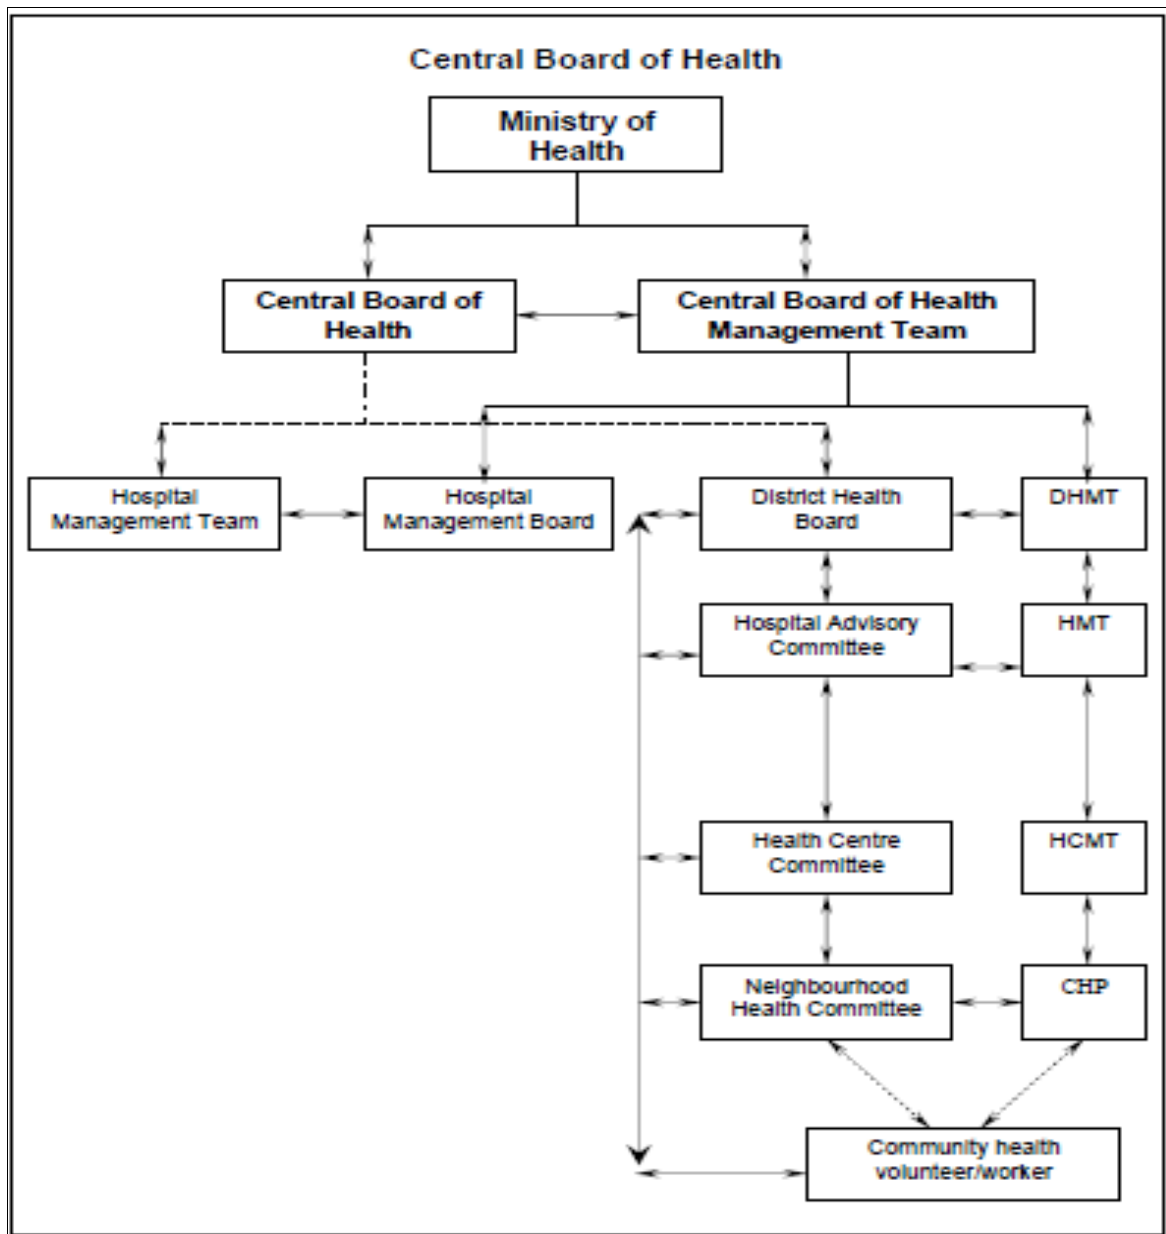 Central Board of Health
Ministry of
Health
Central Board of
Health
Central Board of Health
Management Team
Hospital
Management Team
Hospital
Management Board
District Health
Board
DHMT
Hospital Advisory
Committee
HMT
Health Centre
Committee
HCMT
Neighbourhood
Health Committee
CHP
Community health
volunteer/worker